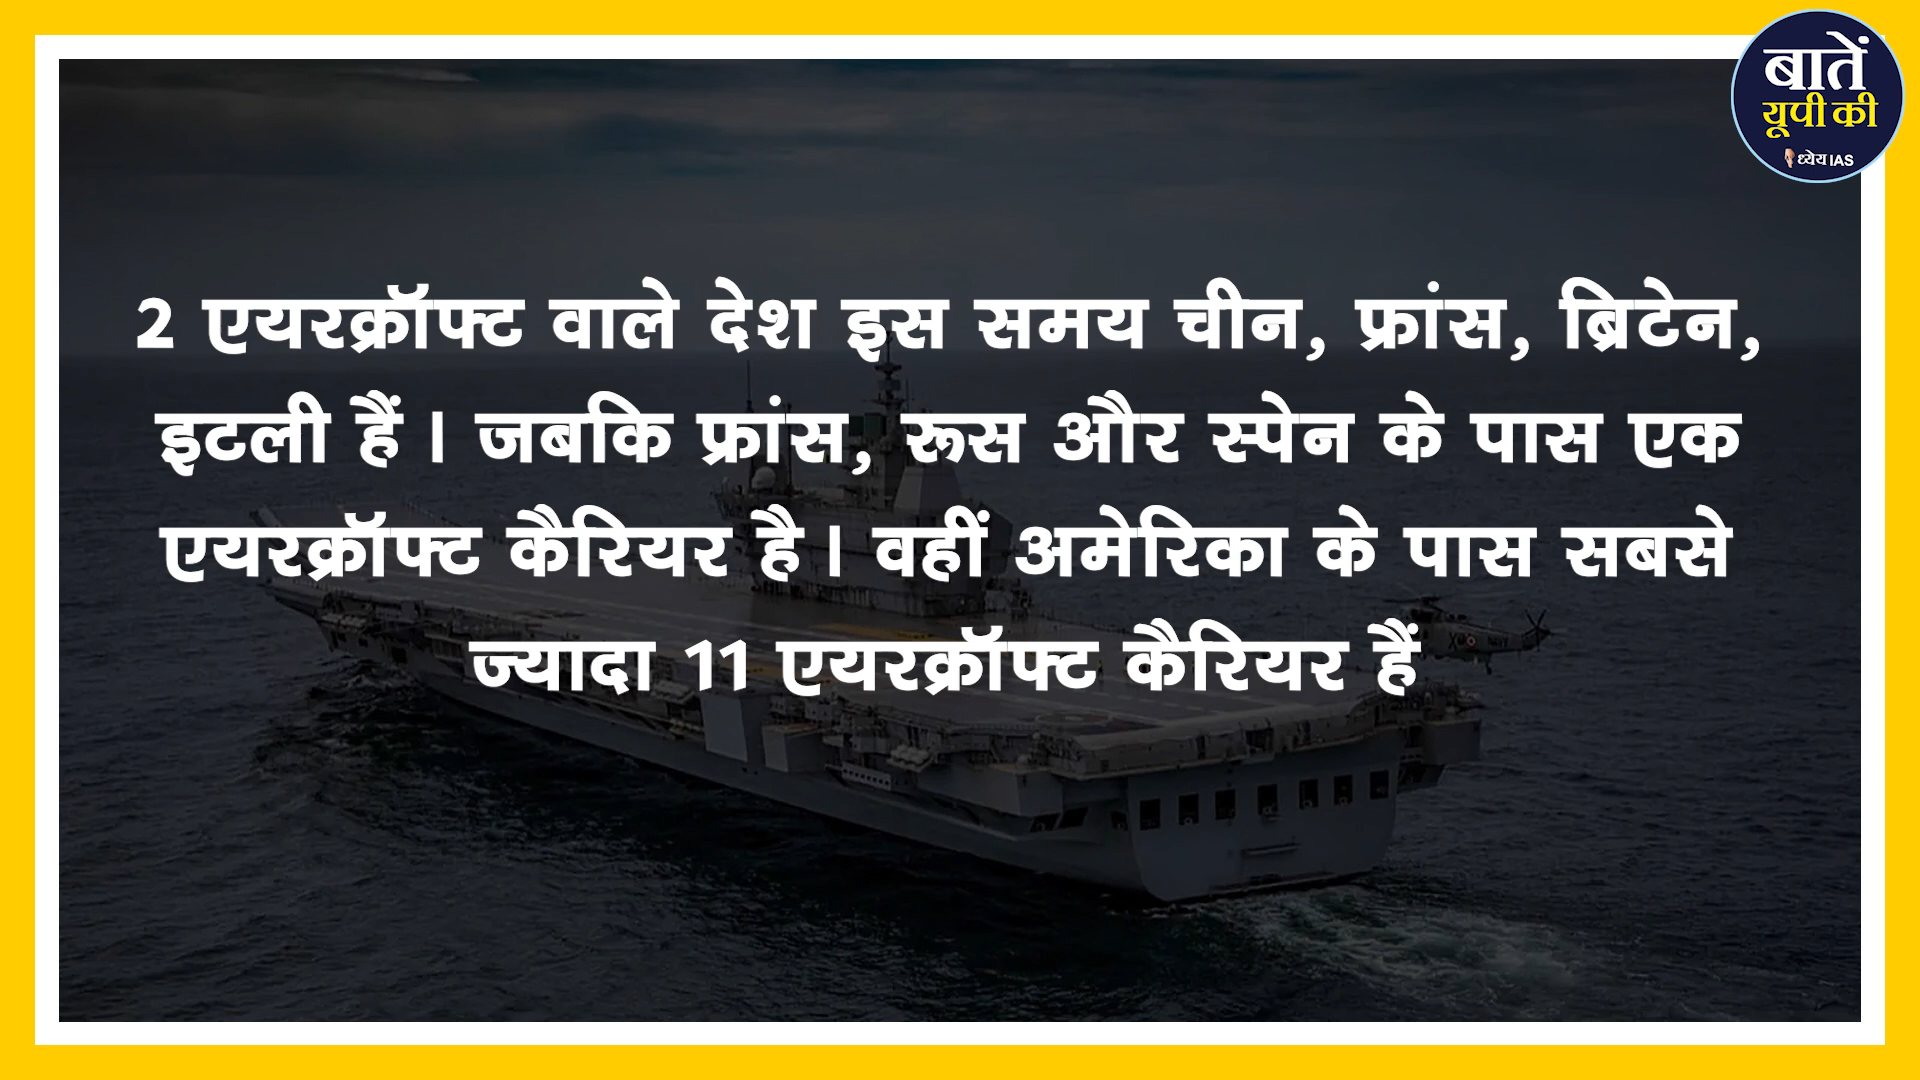 बातें
यूपी की
ध्येय IAS
2 एयरक्रॉफ्ट वाले देश इस समय चीन, फ्रांस, ब्रिटेन,
इटली हैं । जबकि फ्रांस, रूस और स्पेन के पास एक
एयरक्रॉफ्ट कैरियर है । वहीं अमेरिका के पास सबसे
ज्यादा 11 एयरक्रॉफ्ट कैरियर हैं